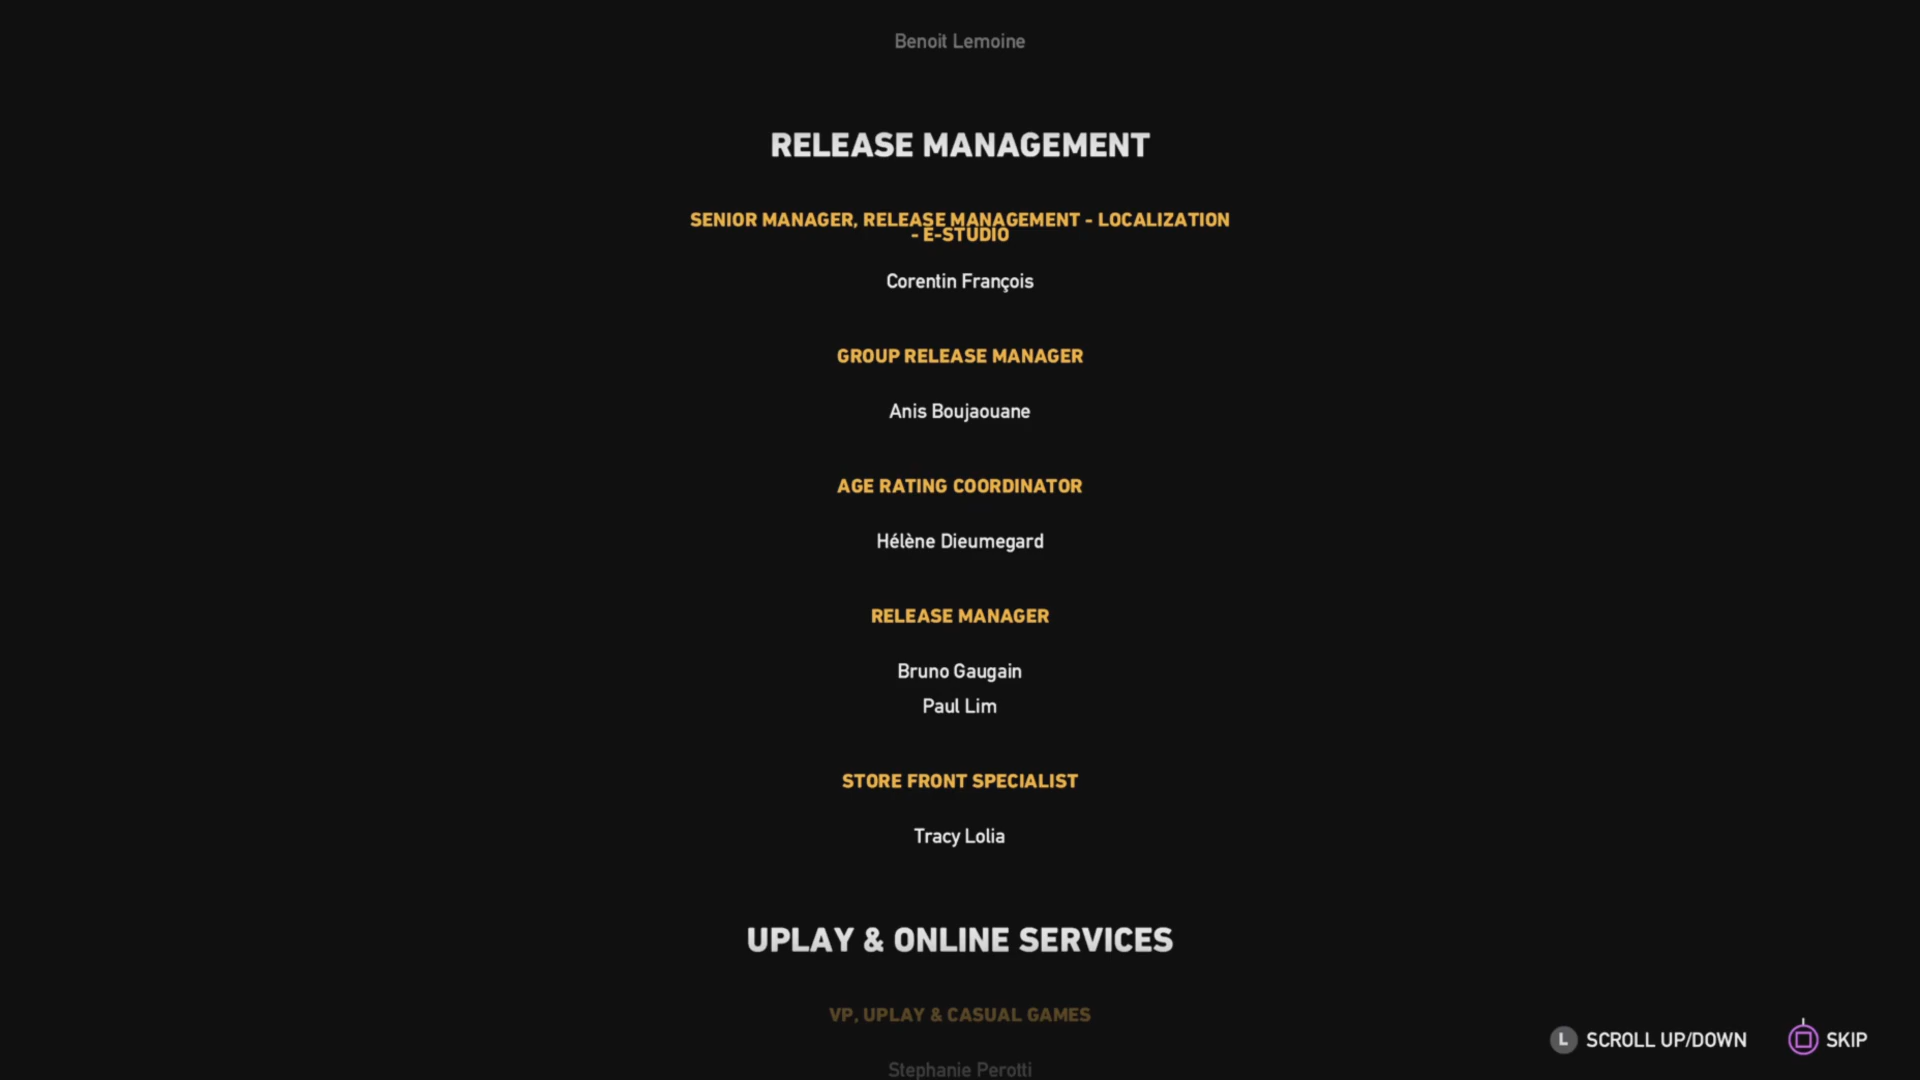 Benoit Lemoine
RELEASE MANAGEMENT
SENIOR MANAGER, RELEASE MANAGEMENT - LOCALIZATION
- E-STUDIO
Corentin François
GROUP RELEASE MANAGER
Anis Boujaouane
AGE RATING COORDINATOR
Hélène Dieumegard
RELEASE MANAGER
Bruno Gaugain
Paul Lim
STORE FRONT SPECIALIST
Tracy Lolia
UPLAY & ONLINE SERVICES
VP, UPLAY & CASUAL GAMES
Stephanie Perotti
L SCROLL UP/DOWN
SKIP